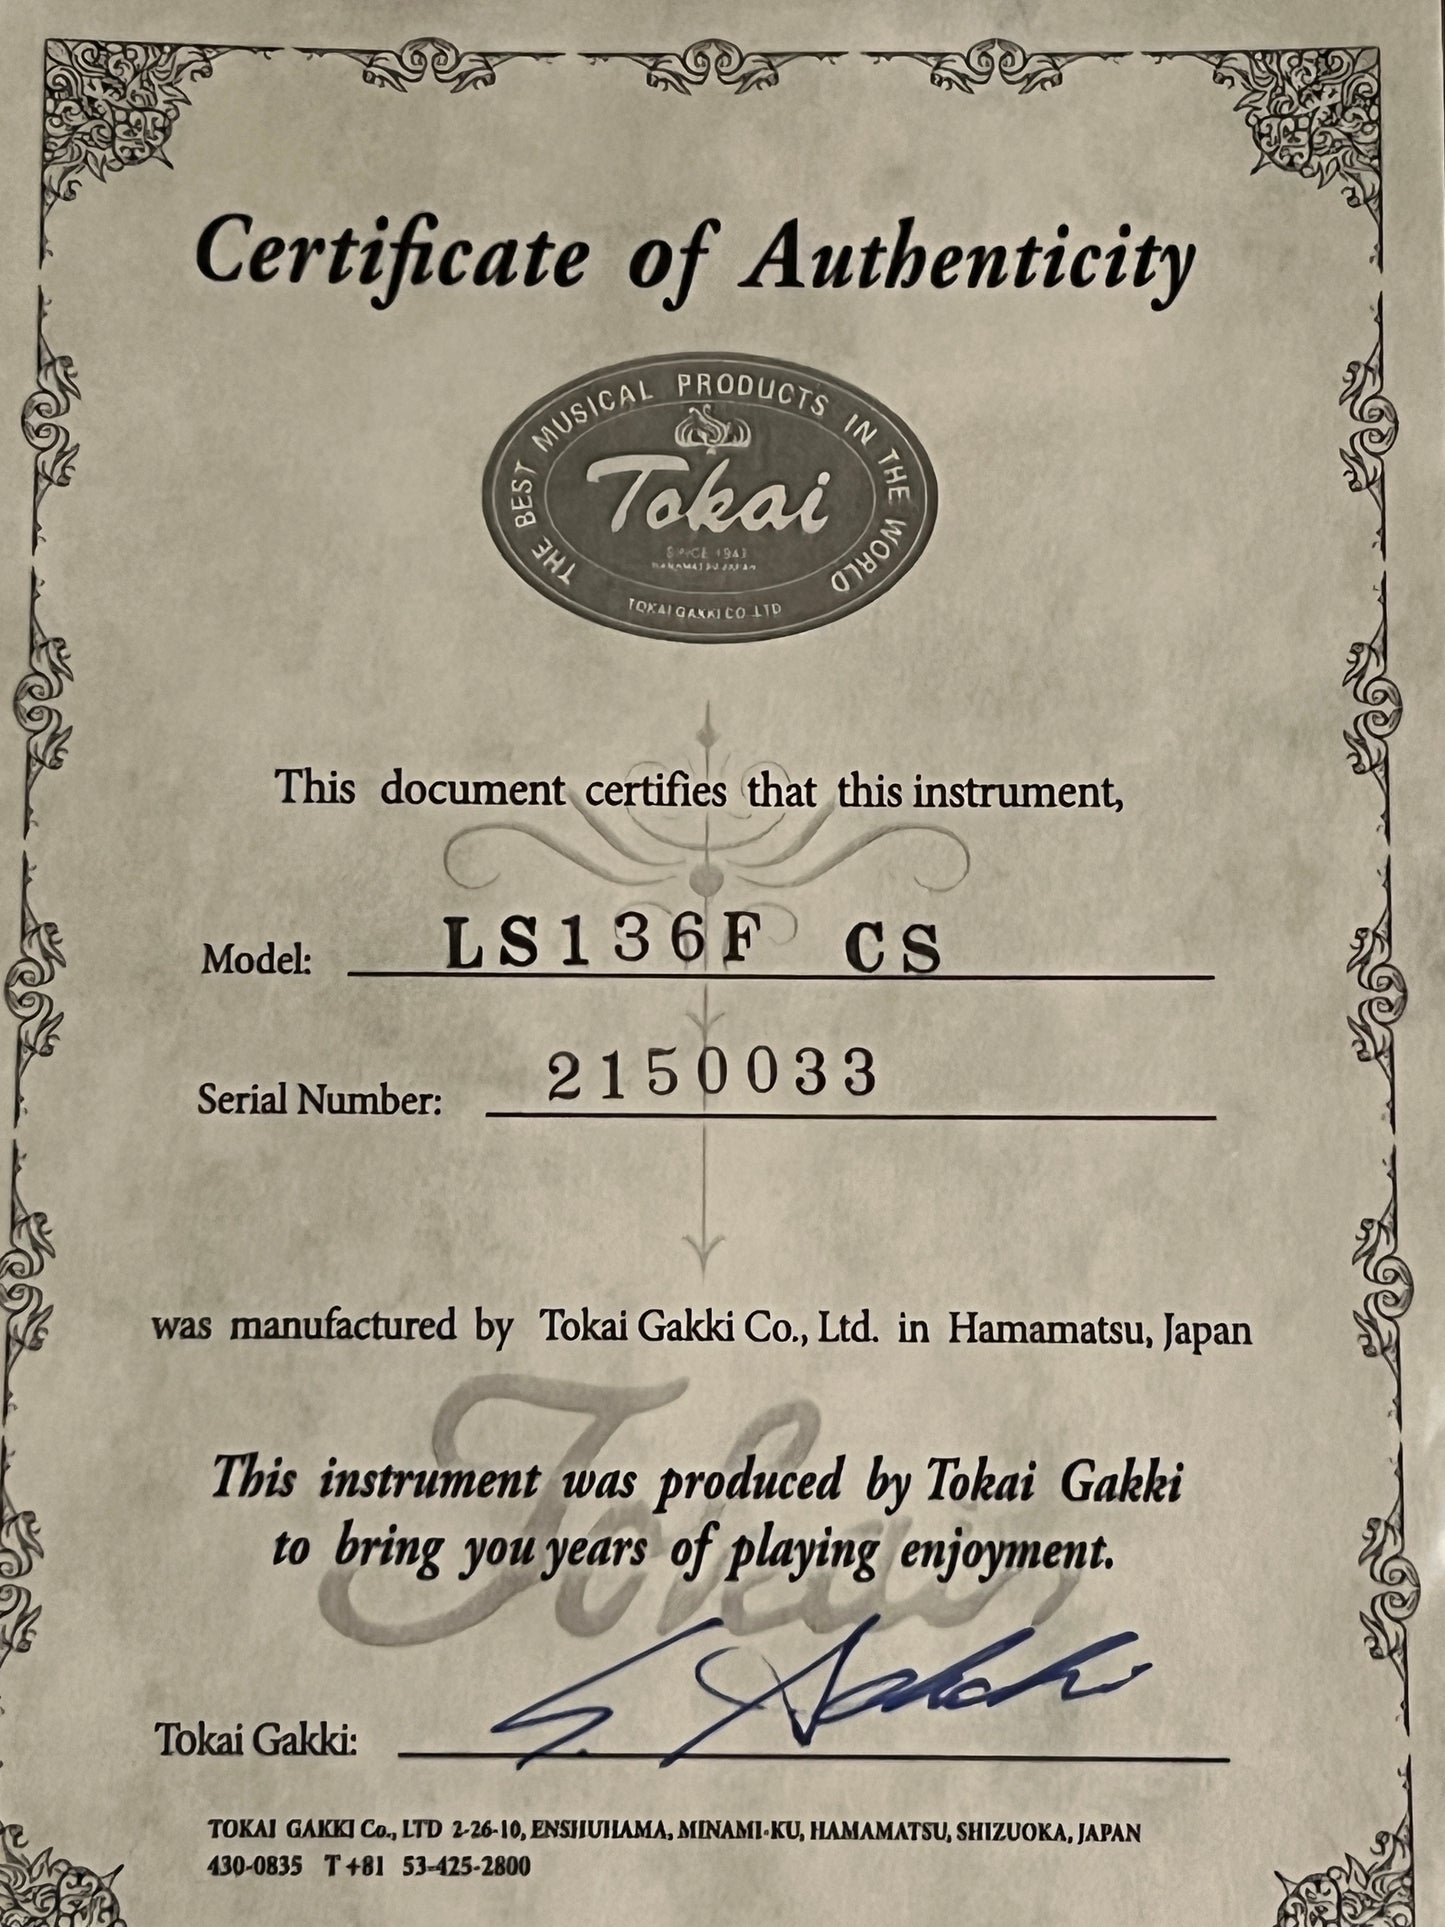 Certificate of Authenticity
THE BEST MUSICAL PRODUCTS IN THE WORLD
Tokai
SINCE 1947
HAMAMATSU JAPAN
TOKAI GAKKI CO LTD
This document certifies that this instrument,
Model: LS136F CS
Serial Number: 2150033
was manufactured by Tokai Gakki Co., Ltd. in Hamamatsu, Japan
Tokai
This instrument was produced by Tokai Gakki
to bring you years of playing enjoyment.
Tokai Gakki:
TOKAI GAKKI Co., LTD 2-26-10, ENSHUHAMA, MINAMI-KU, HAMAMATSU, SHIZUOKA, JAPAN
430-0835 T +81 53-425-2800